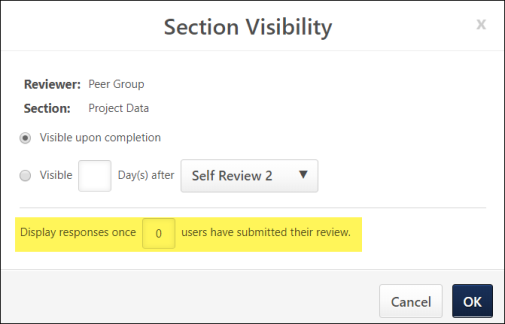 Section Visibility
x
Reviewer: Peer Group
Section: Project Data
Visible upon completion
Visible Day(s) after Self Review 2 ▼
Display responses once 0 users have submitted their review.
Cancel OK